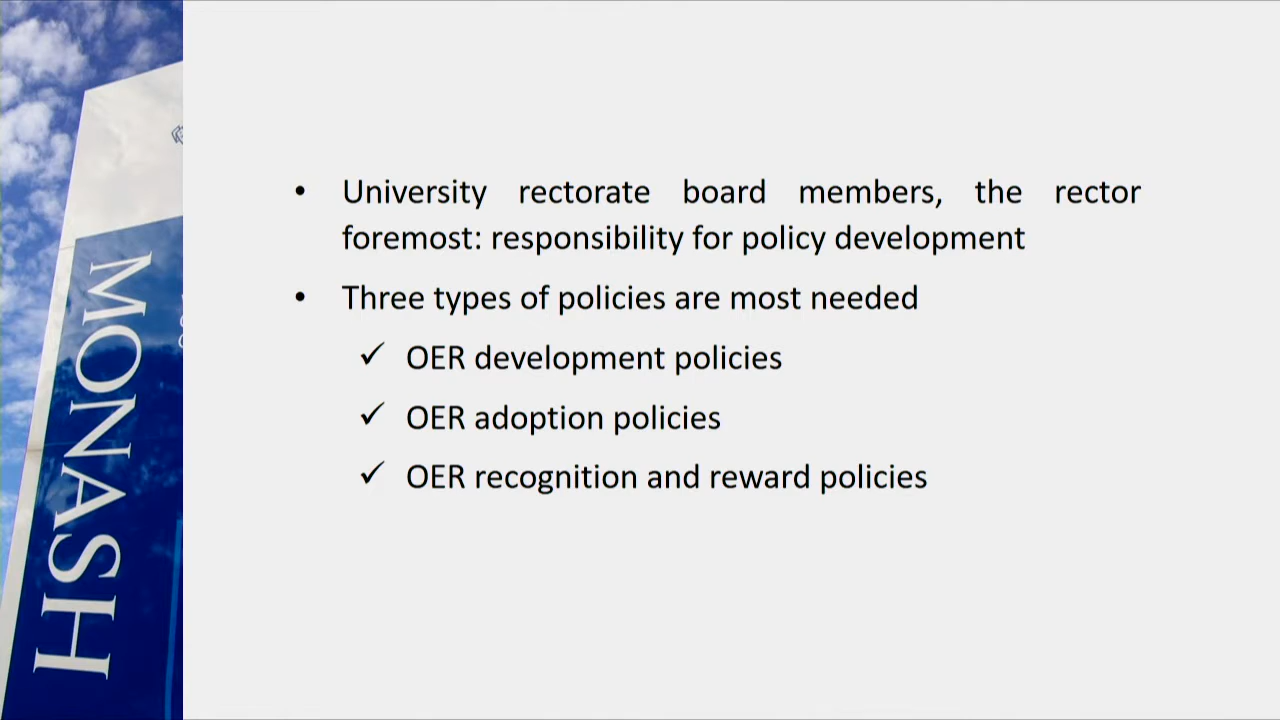 MONASH
• University rectorate board members, the rector
foremost: responsibility for policy development
• Three types of policies are most needed
✓ OER development policies
✓ OER adoption policies
✓ OER recognition and reward policies